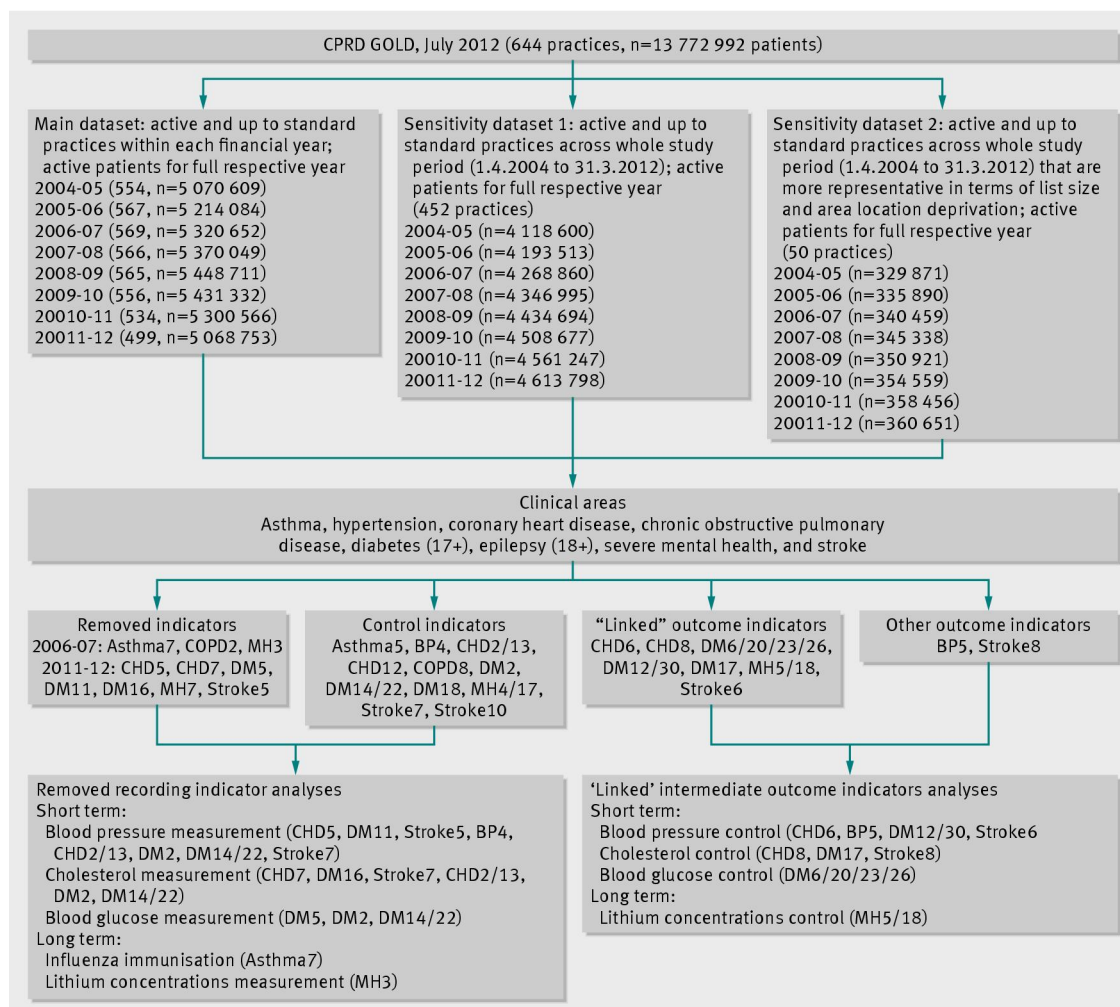 CPRD GOLD, July 2012 (644 practices, n=13 772 992 patients)
Main dataset: active and up to standard
practices within each financial year;
active patients for full respective year
2004-05 (554, n=5 070 609)
2005-06 (567, n=5 214 084)
2006-07 (569, n=5 320 652)
2007-08 (566, n=5 370 049)
2008-09 (565, n=5 448 711)
2009-10 (556, n=5 431 332)
20010-11 (534, n=5 300 566)
20011-12 (499, n=5 068 753)
Sensitivity dataset 1: active and up to
standard practices across whole study
period (1.4.2004 to 31.3.2012); active
patients for full respective year
(452 practices)
2004-05 (n=4 118 600)
2005-06 (n=4 193 513)
2006-07 (n=4 268 860)
2007-08 (n=4 346 995)
2008-09 (n=4 434 694)
2009-10 (n=4 508 677)
20010-11 (n=4 561 247)
20011-12 (n=4 613 798)
Sensitivity dataset 2: active and up to
standard practices across whole study
period (1.4.2004 to 31.3.2012) that are
more representative in terms of list size
and area location deprivation; active
patients for full respective year
(50 practices)
2004-05 (n=329 871)
2005-06 (n=335 890)
2006-07 (n=340 459)
2007-08 (n=345 338)
2008-09 (n=350 921)
2009-10 (n=354 559)
20010-11 (n=358 456)
20011-12 (n=360 651)
Clinical areas
Asthma, hypertension, coronary heart disease, chronic obstructive pulmonary
disease, diabetes (17+), epilepsy (18+), severe mental health, and stroke
Removed indicators
2006-07: Asthma7, COPD2, MH3
2011-12: CHD5, CHD7, DM5,
DM11, DM16, MH7, Stroke5
Control indicators
Asthma5, BP4, CHD2/13,
CHD12, COPD8, DM2,
DM14/22, DM18, MH4/17,
Stroke7, Stroke10
“Linked” outcome indicators
CHD6, CHD8, DM6/20/23/26,
DM12/30, DM17, MH5/18,
Stroke6
Other outcome indicators
BP5, Stroke8
Removed recording indicator analyses
Short term:
Blood pressure measurement (CHD5, DM11, Stroke5, BP4,
CHD2/13, DM2, DM14/22, Stroke7)
Cholesterol measurement (CHD7, DM16, Stroke7, CHD2/13,
DM2, DM14/22)
Blood glucose measurement (DM5, DM2, DM14/22)
Long term:
Influenza immunisation (Asthma7)
Lithium concentrations measurement (MH3)
‘Linked’ intermediate outcome indicators analyses
Short term:
Blood pressure control (CHD6, BP5, DM12/30, Stroke6
Cholesterol control (CHD8, DM17, Stroke8)
Blood glucose control (DM6/20/23/26)
Long term:
Lithium concentrations control (MH5/18)